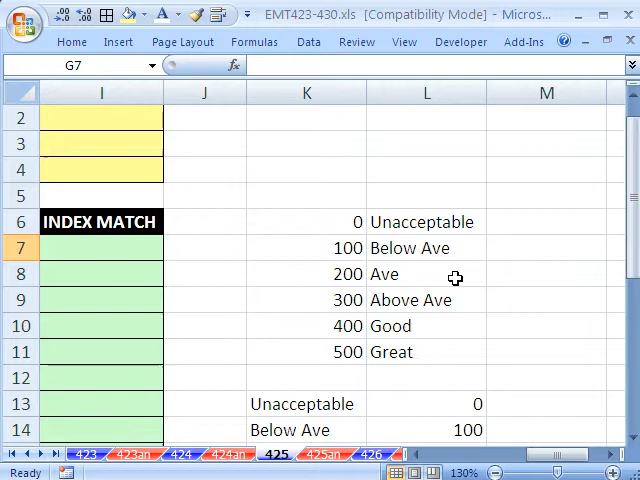 EMT423-430.xls [Compatibility Mode] - Micros...
Home Insert Page Layout Formulas Data Review View Developer Add-Ins
G7 fx
I J K L M
2
3
4
5
6 INDEX MATCH 0 Unacceptable
7 100 Below Ave
8 200 Ave
9 300 Above Ave
10 400 Good
11 500 Great
12
13 Unacceptable 0
14 Below Ave 100
423 423an 424 424an 425 425an 426
Ready 130%